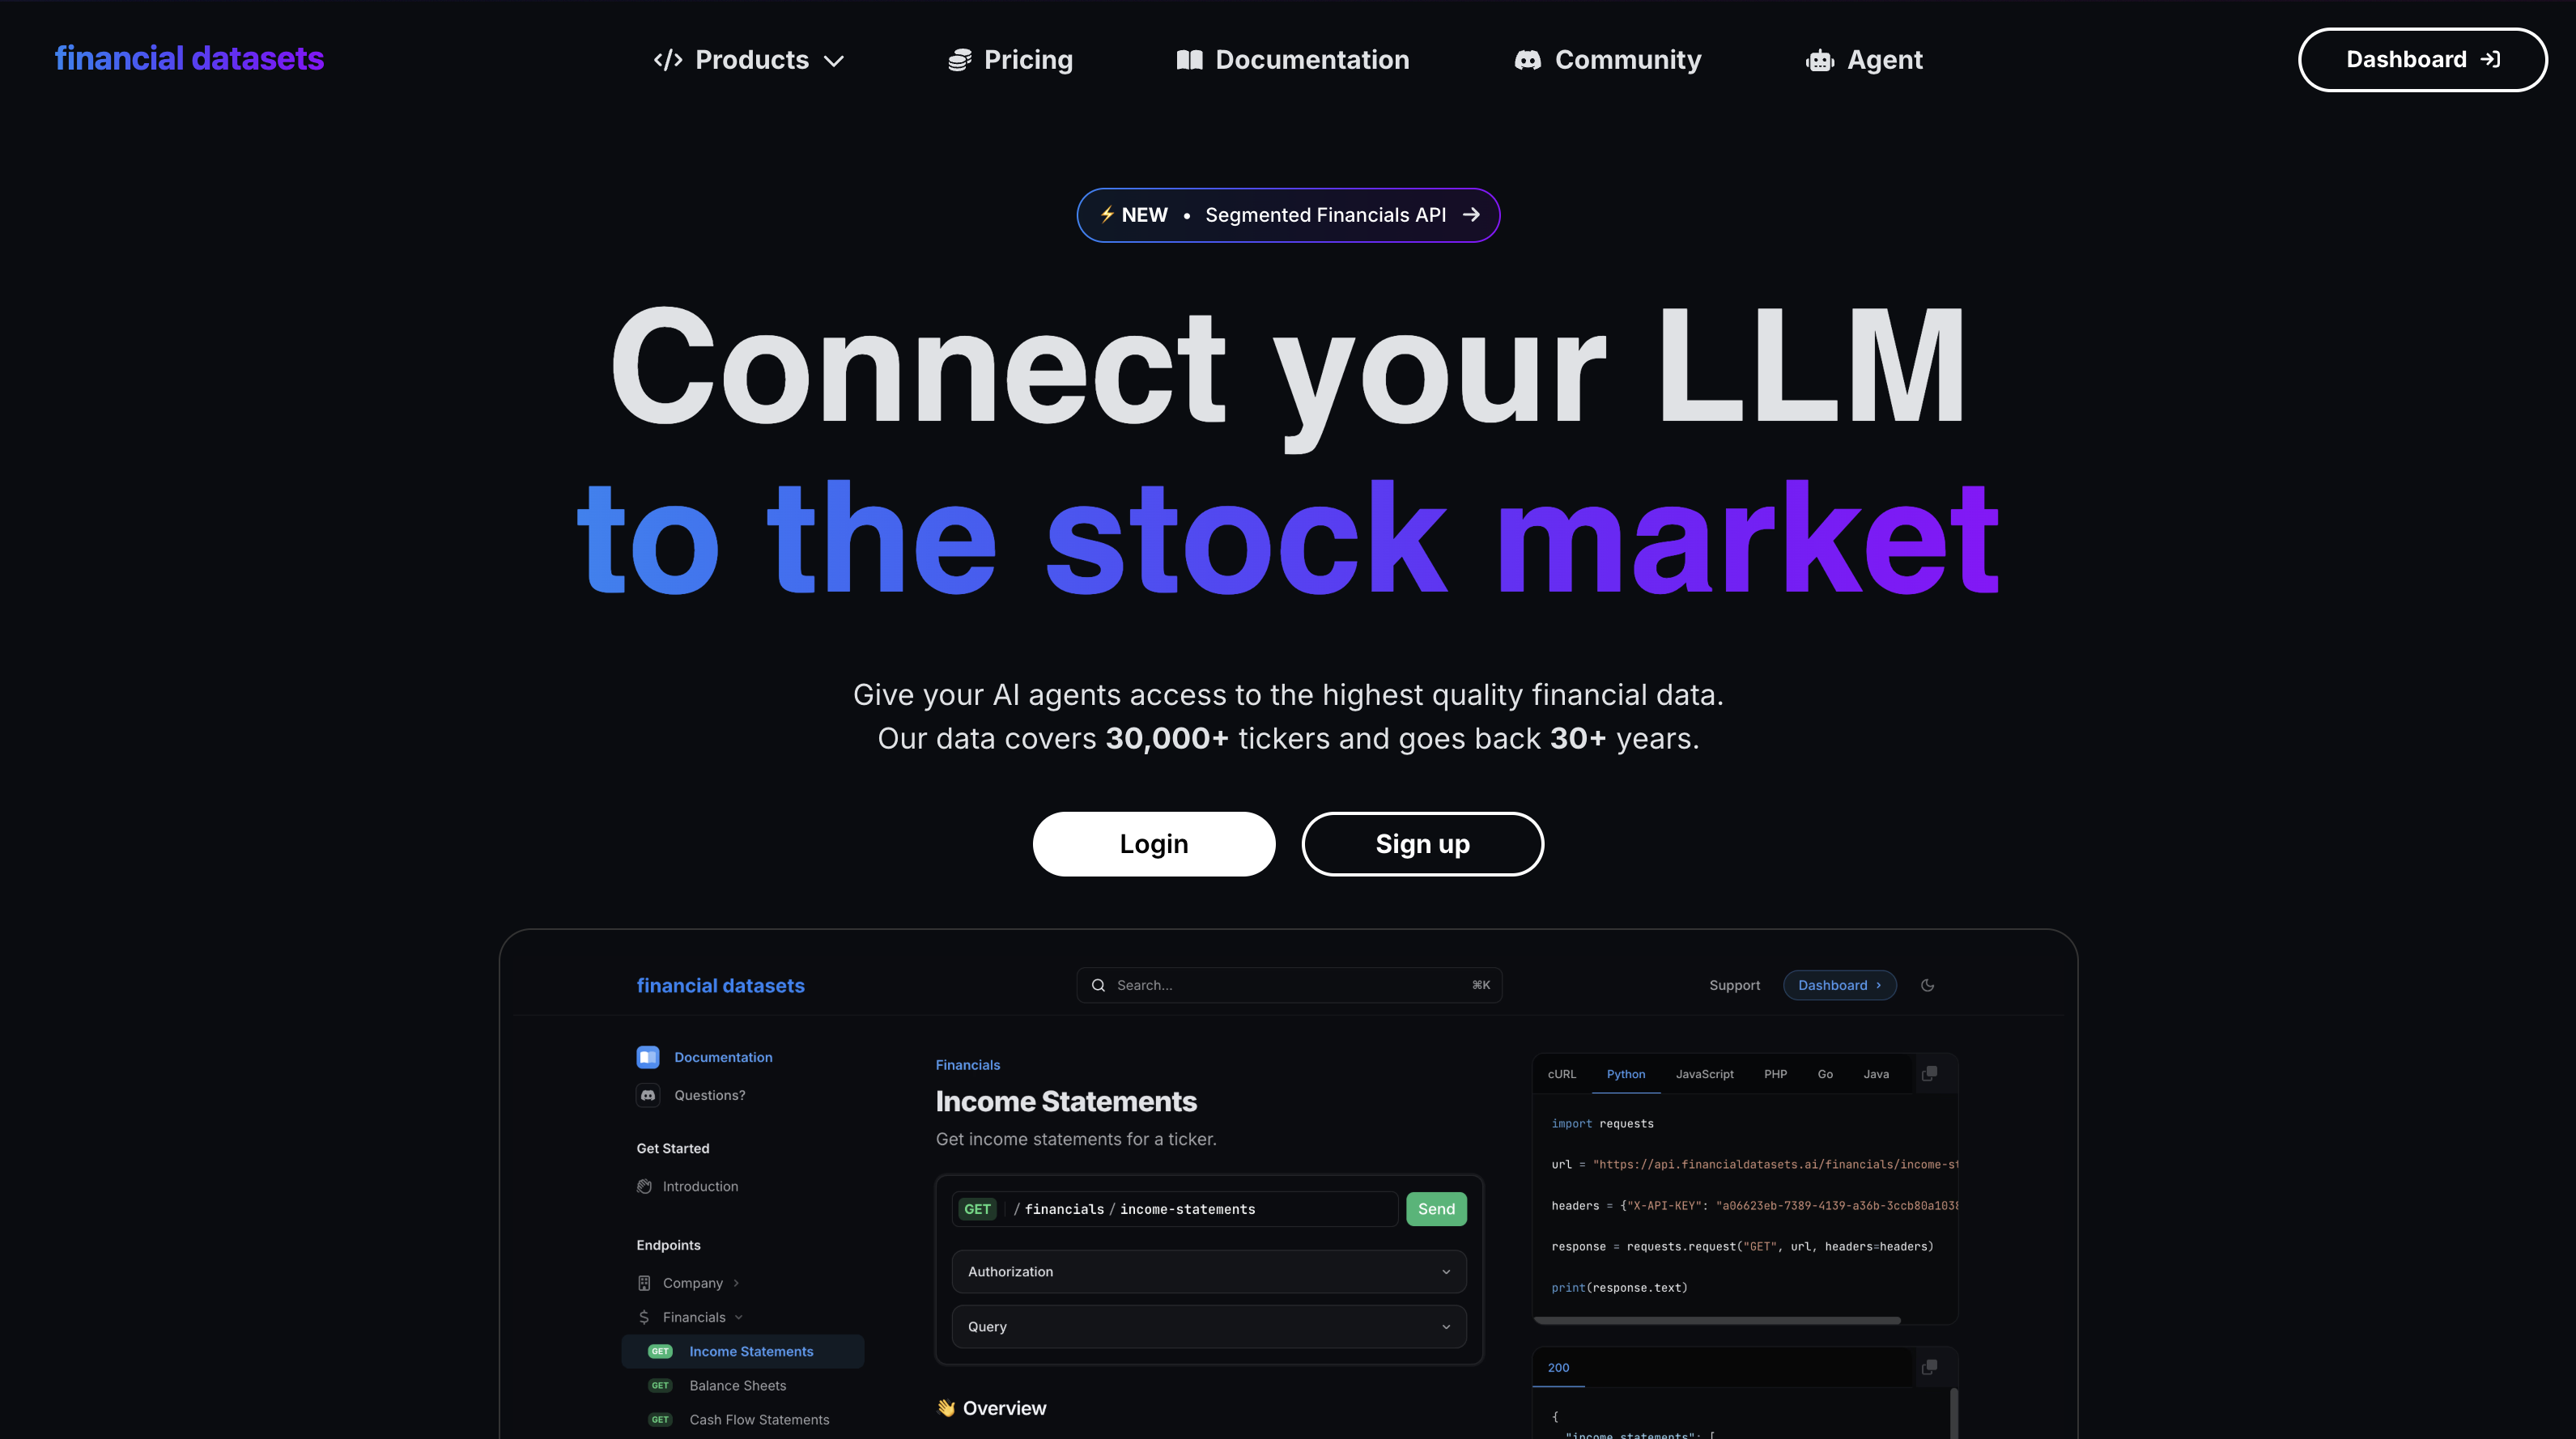 financial datasets
Products
Pricing
Documentation
Community
Agent
Dashboard
⚡ NEW • Segmented Financials API →
Connect your LLM
to the stock market
Give your AI agents access to the highest quality financial data.
Our data covers 30,000+ tickers and goes back 30+ years.
Login
Sign up
financial datasets
Search...
⌘K
Support
Dashboard ›
Documentation
Questions?
Get Started
Introduction
Endpoints
Company
Financials
GET Income Statements
GET Balance Sheets
GET Cash Flow Statements
Financials
Income Statements
Get income statements for a ticker.
GET / financials / income-statements
Send
Authorization
Query
👋 Overview
cURL Python JavaScript PHP Go Java
import requests
url = "https://api.financialdatasets.ai/financials/income-st
headers = {"X-API-KEY": "a06623eb-7389-4139-a36b-3ccb80a1038
response = requests.request("GET", url, headers=headers)
print(response.text)
200
{
"income_statements": [